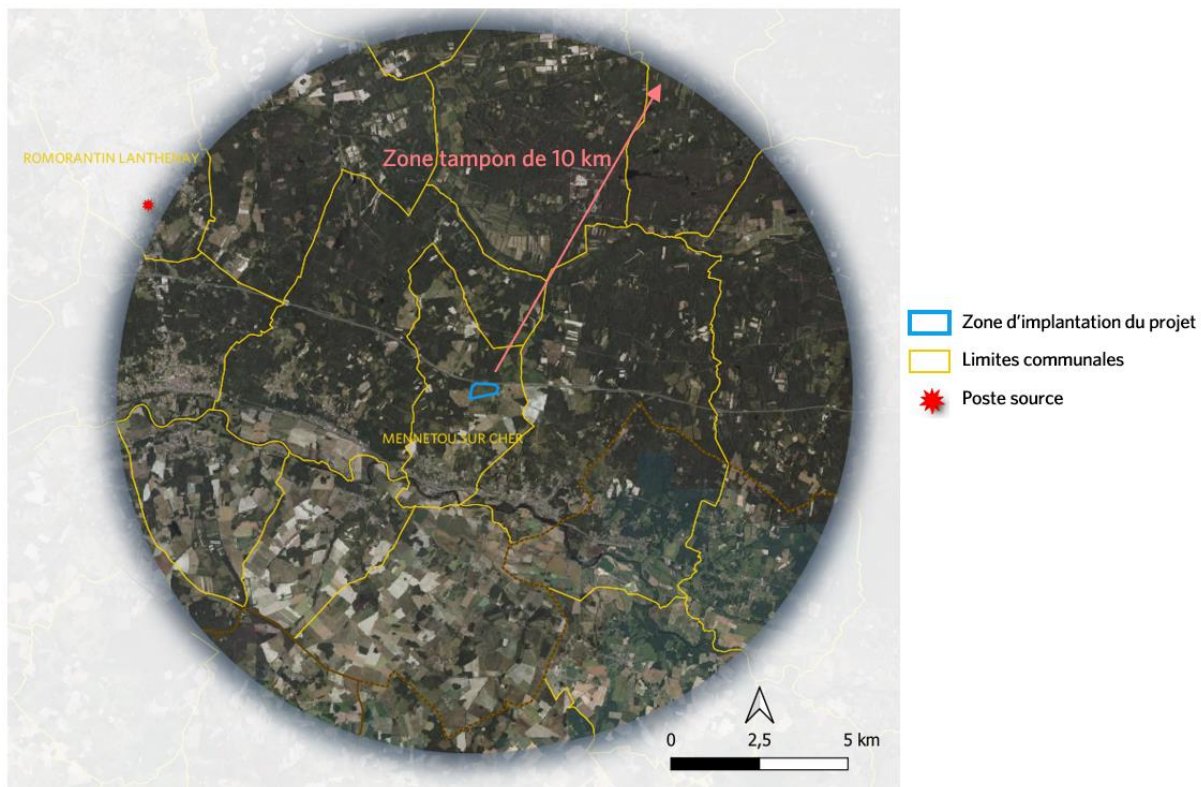 ROMORANTIN LANTHENAY
Zone tampon de 10 km
MENNETOU SUR CHER
Zone d'implantation du projet
Limites communales
Poste source
0 2,5 5 km